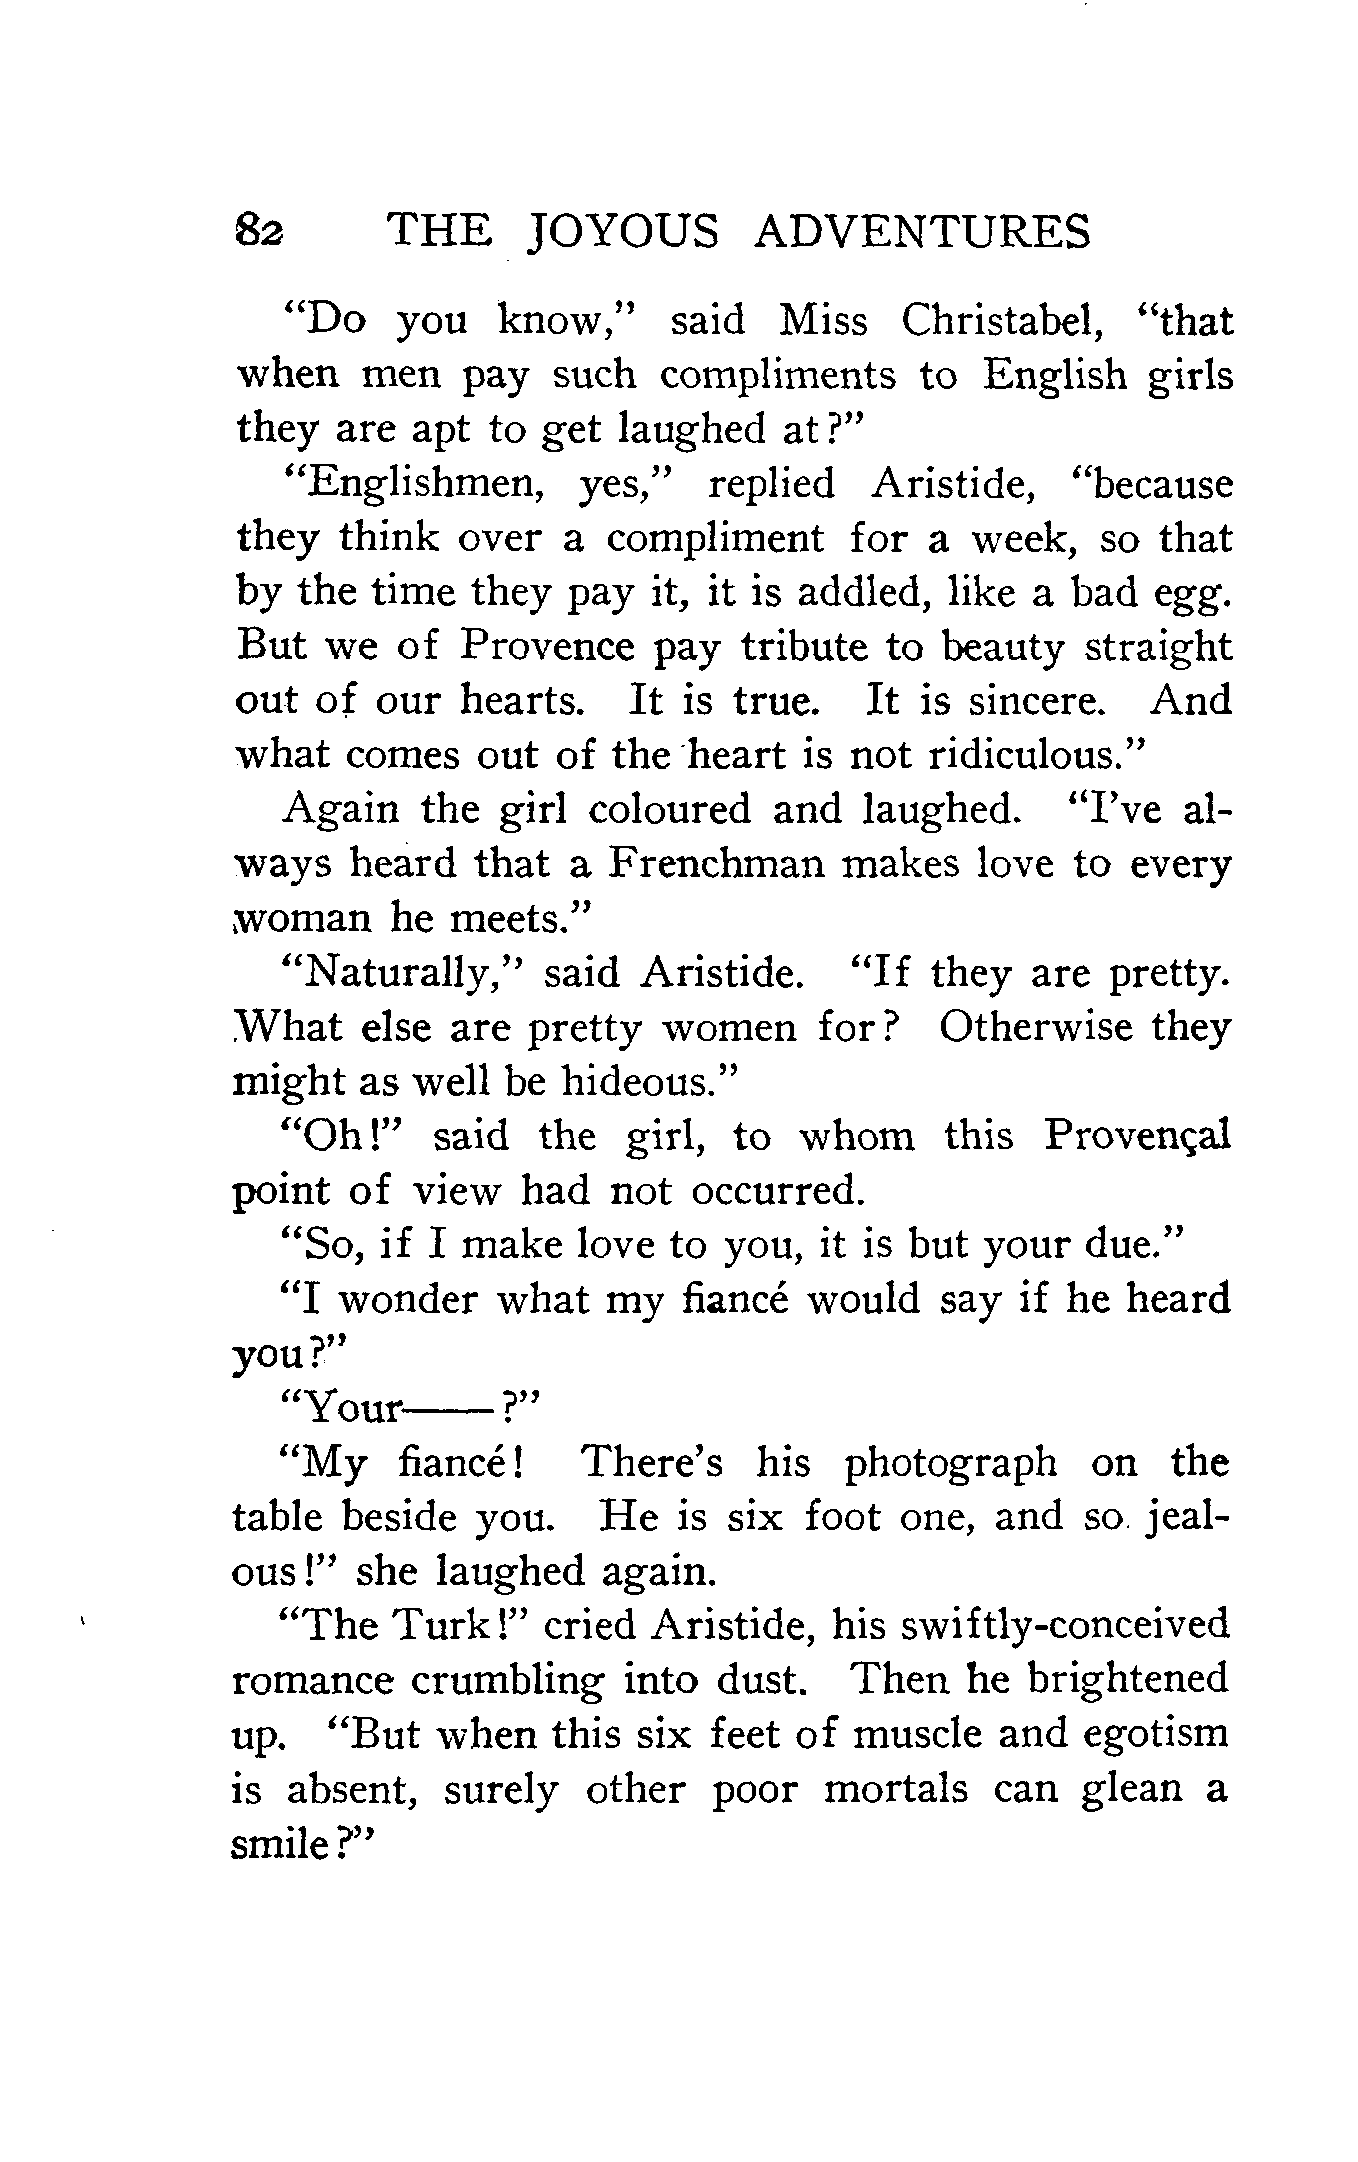 82 THE JOYOUS ADVENTURES
“Do you know,” said Miss Christabel, “that
when men pay such compliments to English girls
they are apt to get laughed at?”
“Englishmen, yes,” replied Aristide, “because
they think over a compliment for a week, so that
by the time they pay it, it is addled, like a bad egg.
But we of Provence pay tribute to beauty straight
out of our hearts. It is true. It is sincere. And
what comes out of the heart is not ridiculous.”
Again the girl coloured and laughed. “I’ve al-
ways heard that a Frenchman makes love to every
woman he meets.”
“Naturally,” said Aristide. “If they are pretty.
What else are pretty women for? Otherwise they
might as well be hideous.”
“Oh!” said the girl, to whom this Provençal
point of view had not occurred.
“So, if I make love to you, it is but your due.”
“I wonder what my fiancé would say if he heard
you?”
“Your——?”
“My fiancé! There’s his photograph on the
table beside you. He is six foot one, and so jeal-
ous!” she laughed again.
“The Turk!” cried Aristide, his swiftly-conceived
romance crumbling into dust. Then he brightened
up. “But when this six feet of muscle and egotism
is absent, surely other poor mortals can glean a
smile?”